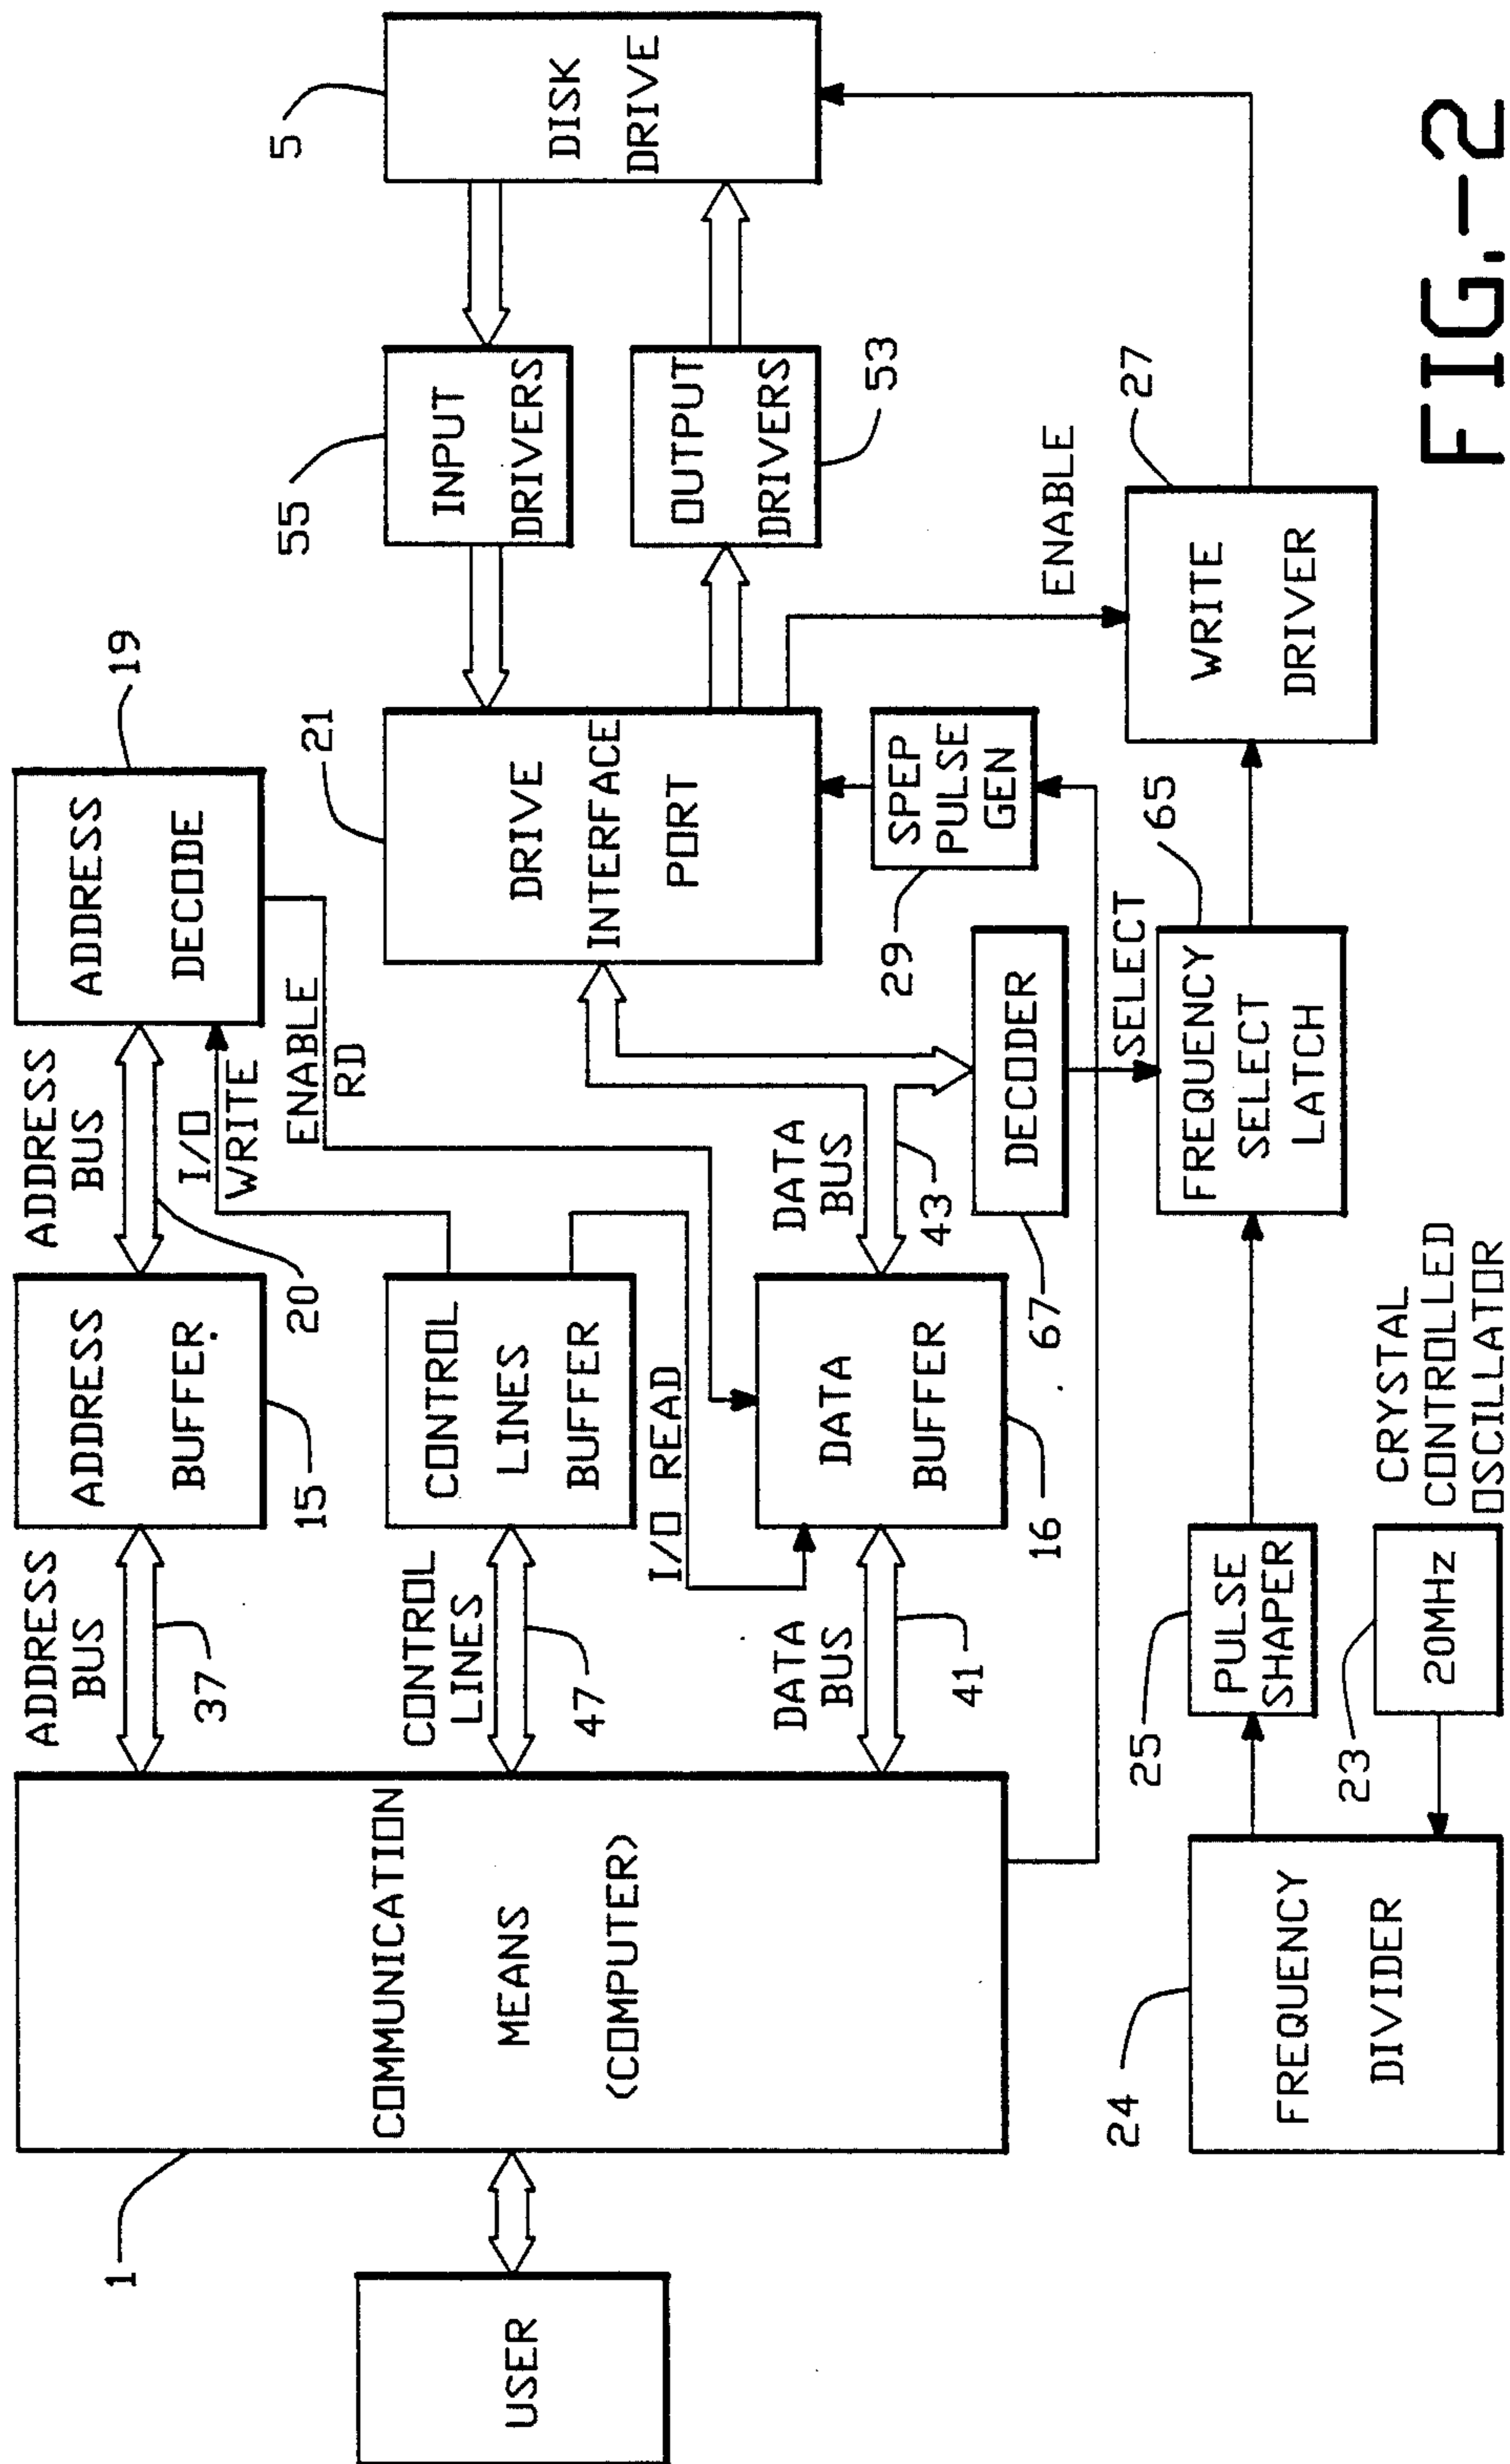 USER
1
COMMUNICATION
MEANS
(COMPUTER)
ADDRESS
BUS
37
CONTROL
LINES
47
DATA
BUS
41
ADDRESS
BUFFER
15
CONTROL
LINES
BUFFER
I/O READ
DATA
BUFFER
16
ADDRESS
BUS
20
I/O
WRITE
ENABLE
RD
DATA
BUS
43
ADDRESS
DECODE
19
DRIVE
INTERFACE
PORT
21
SPEP
PULSE
GEN
29
DECODER
67
SELECT
INPUT
DRIVERS
55
OUTPUT
DRIVERS
53
DISK
DRIVE
5
ENABLE
WRITE
DRIVER
27
FREQUENCY
SELECT
LATCH
65
PULSE
SHAPER
25
20MHz
23
CRYSTAL
CONTROLLED
OSCILLATOR
FREQUENCY
DIVIDER
24
FIG.-2